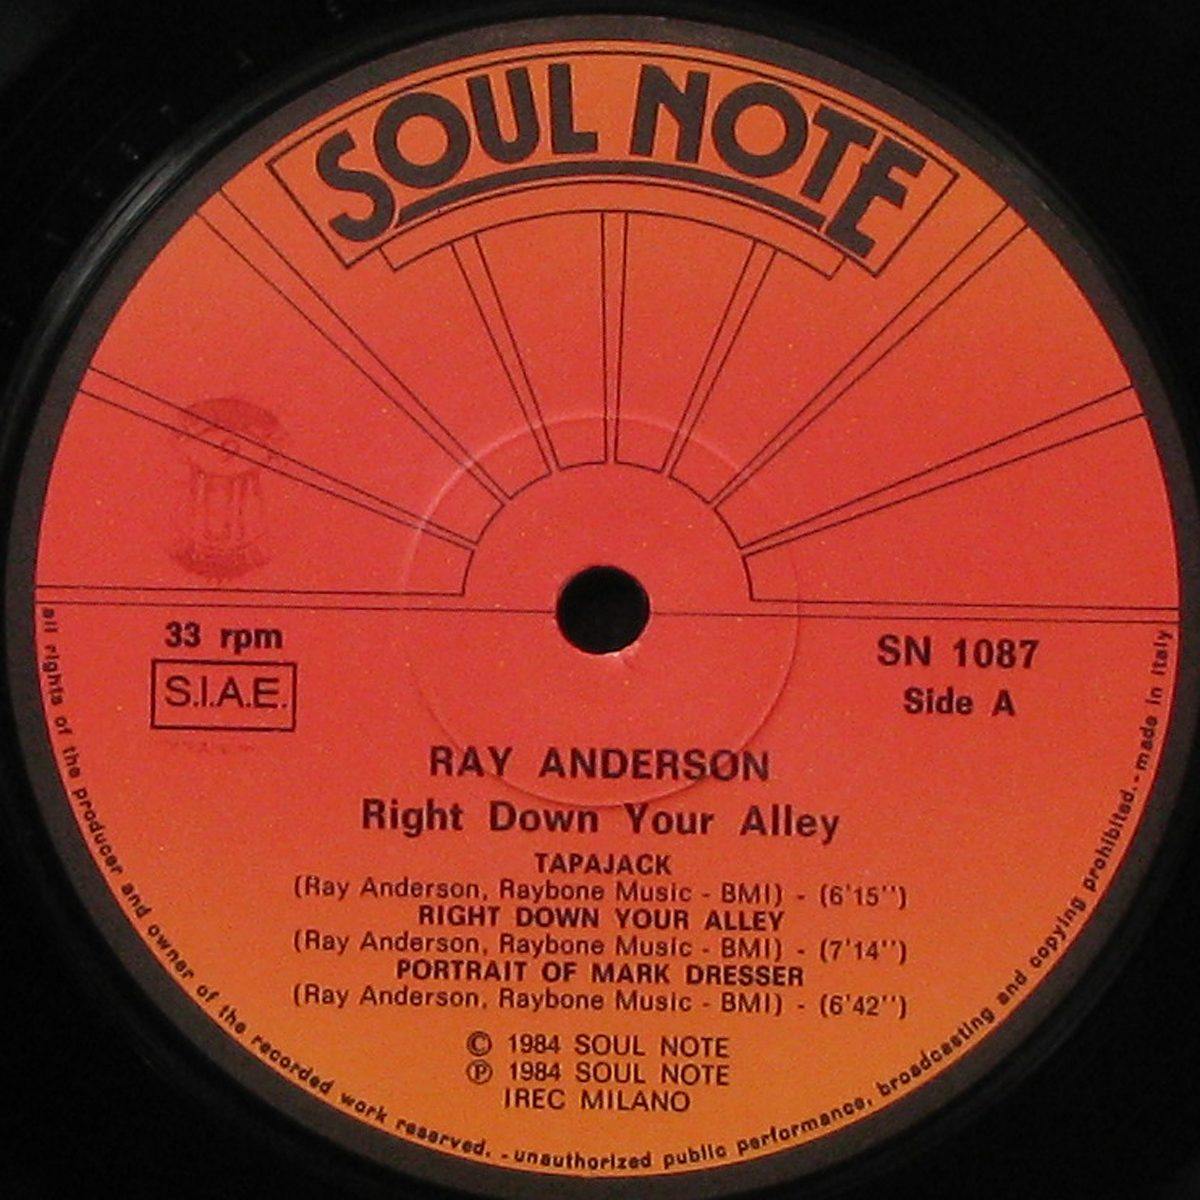 SOUL NOTE
33 rpm
S.I.A.E.
SN 1087
Side A
RAY ANDERSON
Right Down Your Alley
TAPAJACK
(Ray Anderson, Raybone Music - BMI) - (6'15'')
RIGHT DOWN YOUR ALLEY
(Ray Anderson, Raybone Music - BMI) - (7'14'')
PORTRAIT OF MARK DRESSER
(Ray Anderson, Raybone Music - BMI) - (6'42'')
© 1984 SOUL NOTE
℗ 1984 SOUL NOTE
IREC MILANO
all rights of the producer and owner of the recorded work reserved. - unauthorized public performance, broadcasting and copying prohibited. - made in Italy